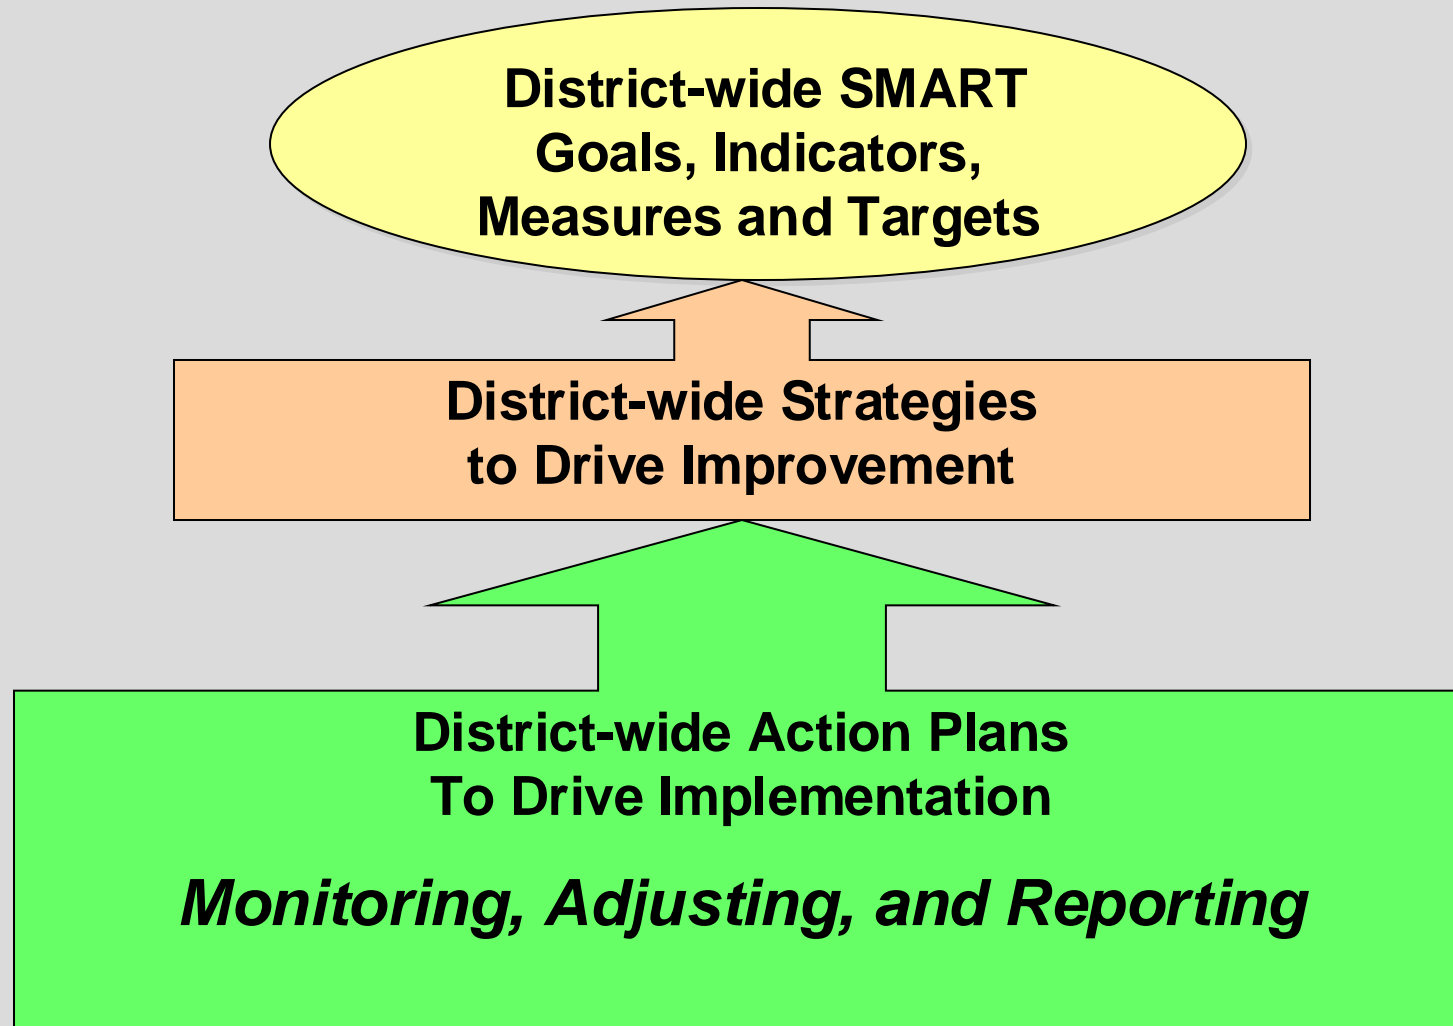 District-wide SMART
Goals, Indicators,
Measures and Targets
District-wide Strategies
to Drive Improvement
District-wide Action Plans
To Drive Implementation
Monitoring, Adjusting, and Reporting